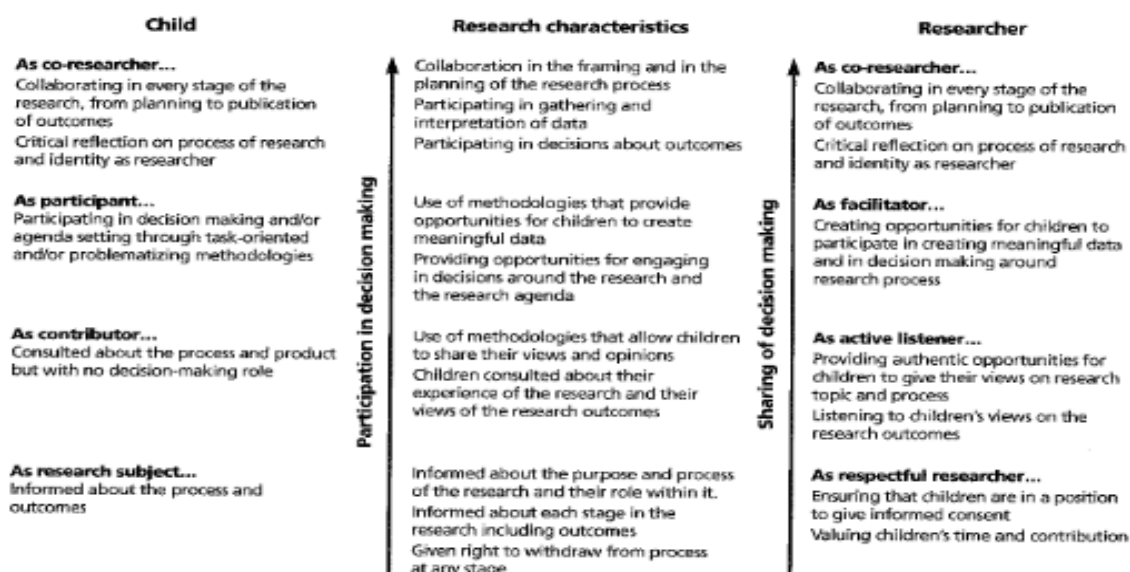 Child
As co-researcher...
Collaborating in every stage of the
research, from planning to publication
of outcomes
Critical reflection on process of research
and identity as researcher
As participant...
Participating in decision making and/or
agenda setting through task-oriented
and/or problematizing methodologies
As contributor...
Consulted about the process and product
but with no decision-making role
As research subject...
Informed about the process and
outcomes
Participation in decision making
Research characteristics
Collaboration in the framing and in the
planning of the research process
Participating in gathering and
interpretation of data
Participating in decisions about outcomes
Use of methodologies that provide
opportunities for children to create
meaningful data
Providing opportunities for engaging
in decisions around the research and
the research agenda
Use of methodologies that allow children
to share their views and opinions
Children consulted about their
experience of the research and their
views of the research outcomes
Informed about the purpose and process
of the research and their role within it.
Informed about each stage in the
research including outcomes
Given right to withdraw from process
at any stage
Sharing of decision making
Researcher
As co-researcher...
Collaborating in every stage of the
research, from planning to publication
of outcomes
Critical reflection on process of research
and identity as researcher
As facilitator...
Creating opportunities for children to
participate in creating meaningful data
and in decision making around
research process
As active listener...
Providing authentic opportunities for
children to give their views on research
topic and process
Listening to children's views on the
research outcomes
As respectful researcher...
Ensuring that children are in a position
to give informed consent
Valuing children's time and contribution